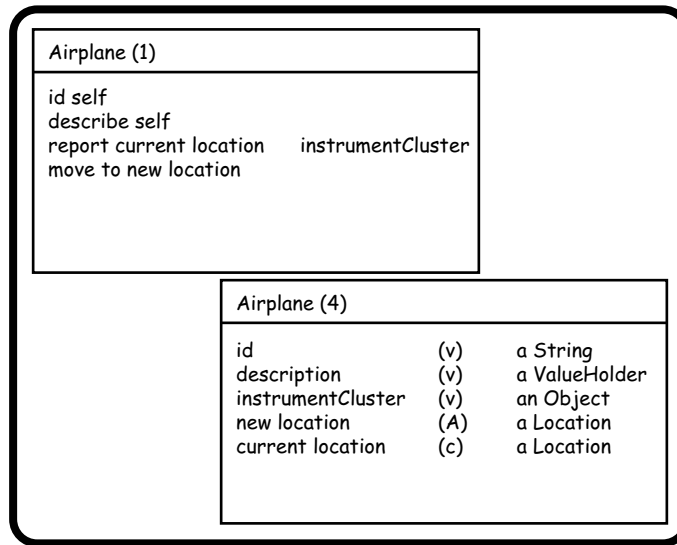 Airplane (1)
id self
describe self
report current location instrumentCluster
move to new location
Airplane (4)
id (v) a String
description (v) a ValueHolder
instrumentCluster (v) an Object
new location (A) a Location
current location (c) a Location